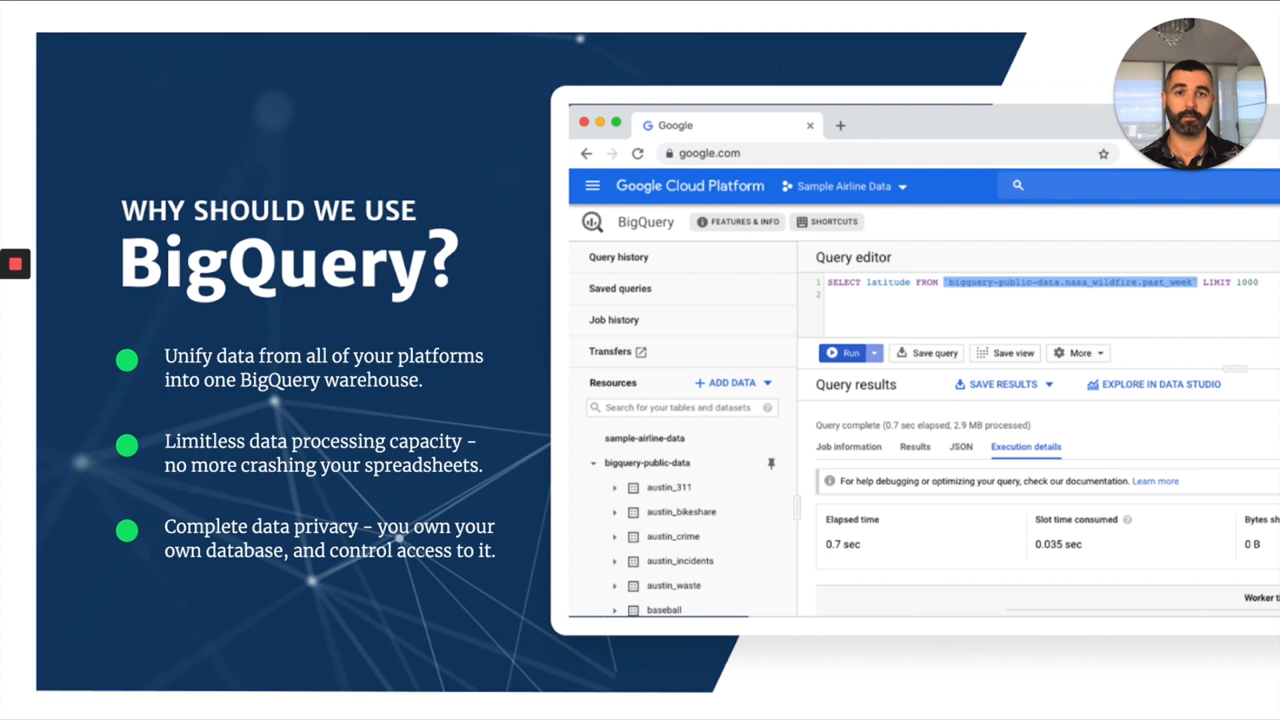 WHY SHOULD WE USE
BigQuery?
Unify data from all of your platforms
into one BigQuery warehouse.
Limitless data processing capacity –
no more crashing your spreadsheets.
Complete data privacy – you own your
own database, and control access to it.
Google
google.com
Google Cloud Platform Sample Airline Data
BigQuery FEATURES & INFO SHORTCUTS
Query history
Saved queries
Job history
Transfers
Resources + ADD DATA
Search for your tables and datasets
sample-airline-data
bigquery-public-data
austin_311
austin_bikeshare
austin_crime
austin_incidents
austin_waste
baseball
Query editor
1 SELECT latitude FROM `bigquery-public-data.nasa_wildfire.past_week` LIMIT 1000
2
Run Save query Save view More
Query results SAVE RESULTS EXPLORE IN DATA STUDIO
Query complete (0.7 sec elapsed, 2.9 MB processed)
Job information Results JSON Execution details
For help debugging or optimizing your query, check our documentation. Learn more
Elapsed time Slot time consumed Bytes sh
0.7 sec 0.035 sec 0 B
Worker ti